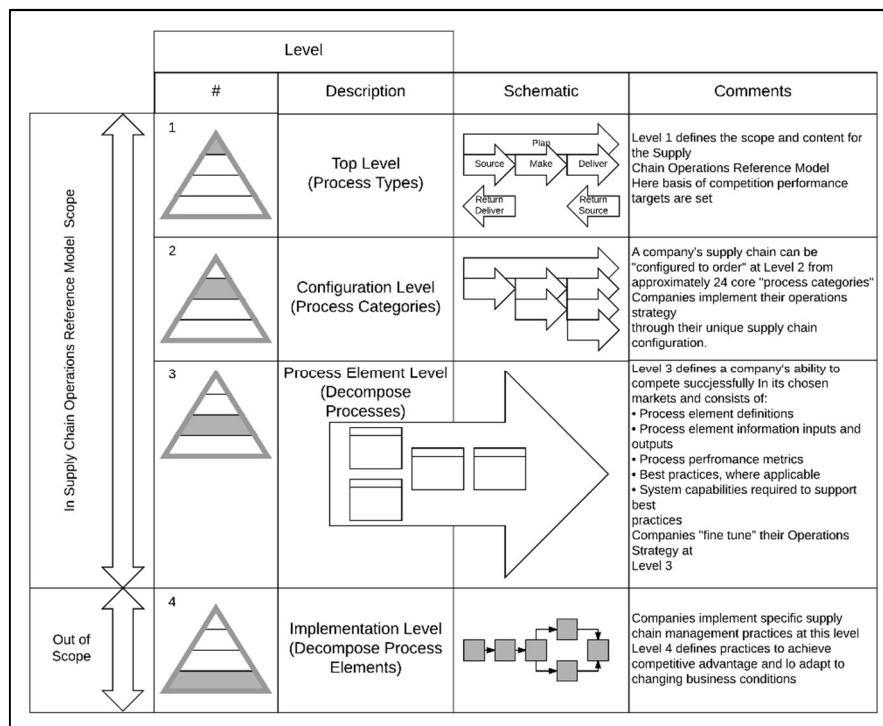 Level
#
Description
Schematic
Comments
In Supply Chain Operations Reference Model  Scope
1
Top Level
(Process Types)
Plan
Source
Make
Deliver
Return
Deliver
Return
Source
Level 1 defines the scope and content for
the Supply
Chain Operations Reference Model
Here basis of competition performance
targets are set
2
Configuration Level
(Process Categories)
A company's supply chain can be
"configured to order" at Level 2 from
approximately 24 core "process categories"
Companies implement their operations
strategy
through their unique supply chain
configuration.
3
Process Element Level
(Decompose
Processes)
Level 3 defines a company's ability to
compete succjessfully In its chosen
markets and consists of:
• Process element definitions
• Process element information inputs and
outputs
• Process perfromance metrics
• Best practices, where applicable
• System capabilities required to support
best
practices
Companies "fine tune" their Operations
Strategy at
Level 3
Out of
Scope
4
Implementation Level
(Decompose Process
Elements)
Companies implement specific supply
chain management practices at this level
Level 4 defines practices to achieve
competitive advantage and lo adapt to
changing business conditions